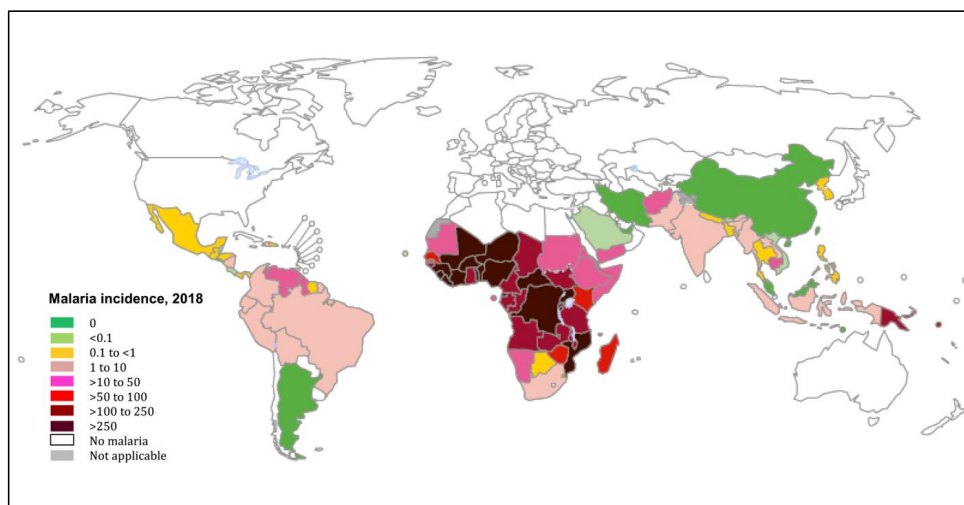 Malaria incidence, 2018
0
<0.1
0.1 to <1
1 to 10
>10 to 50
>50 to 100
>100 to 250
>250
No malaria
Not applicable